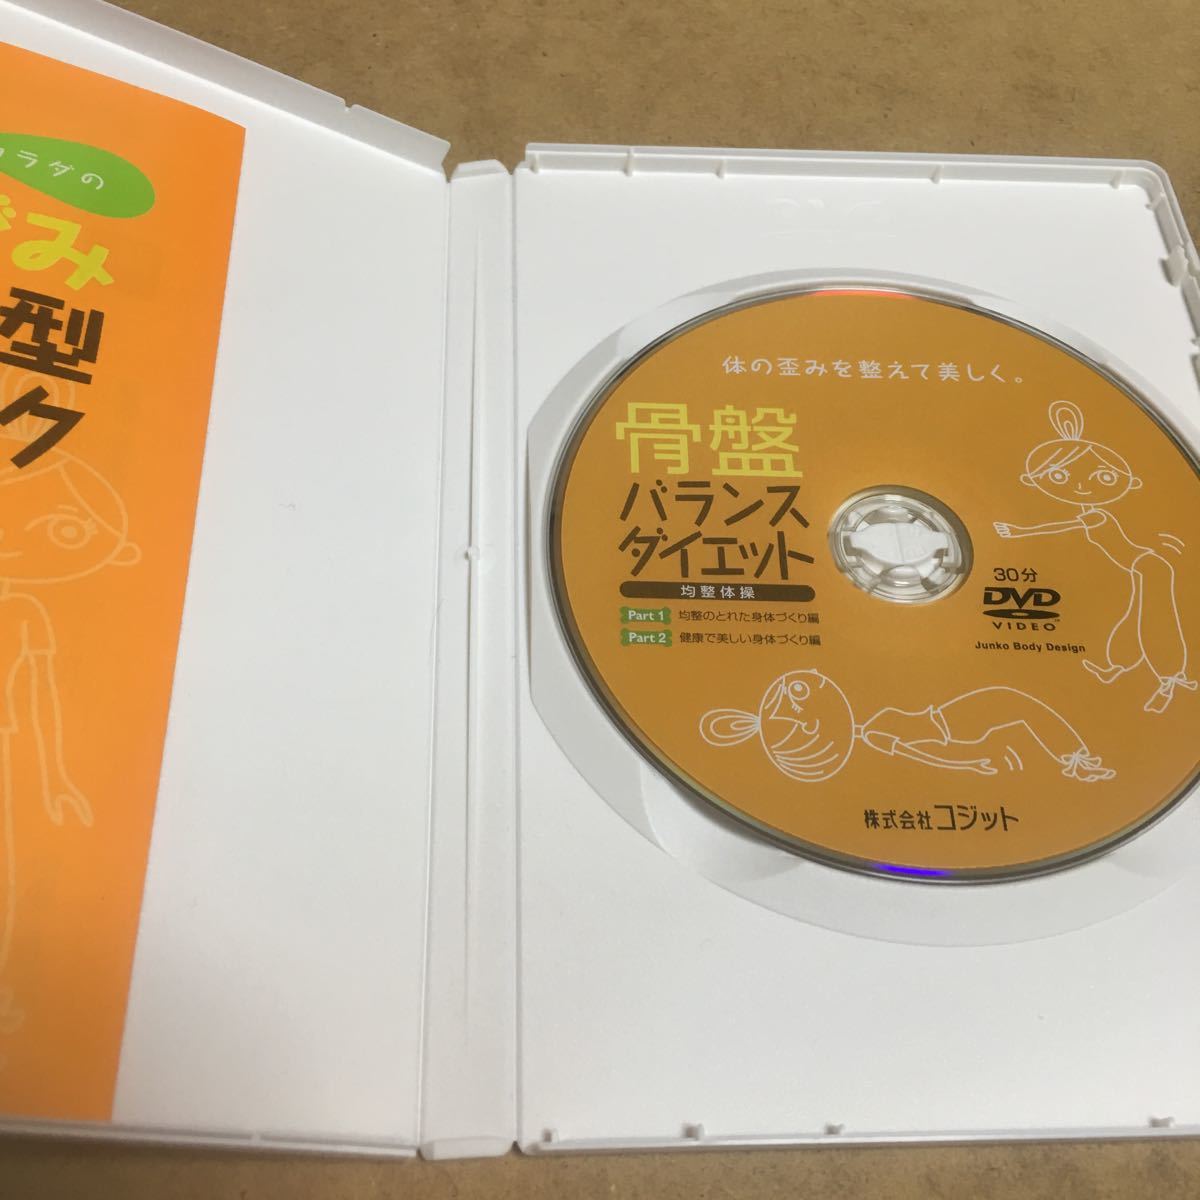 カラダの
み
型
ク
体の歪みを整えて美しく。
骨盤
バランス
ダイエット
均整体操
Part 1 均整のとれた身体づくり編
Part 2 健康で美しい身体づくり編
30分
DVD
VIDEO
Junko Body Design
株式会社コジット